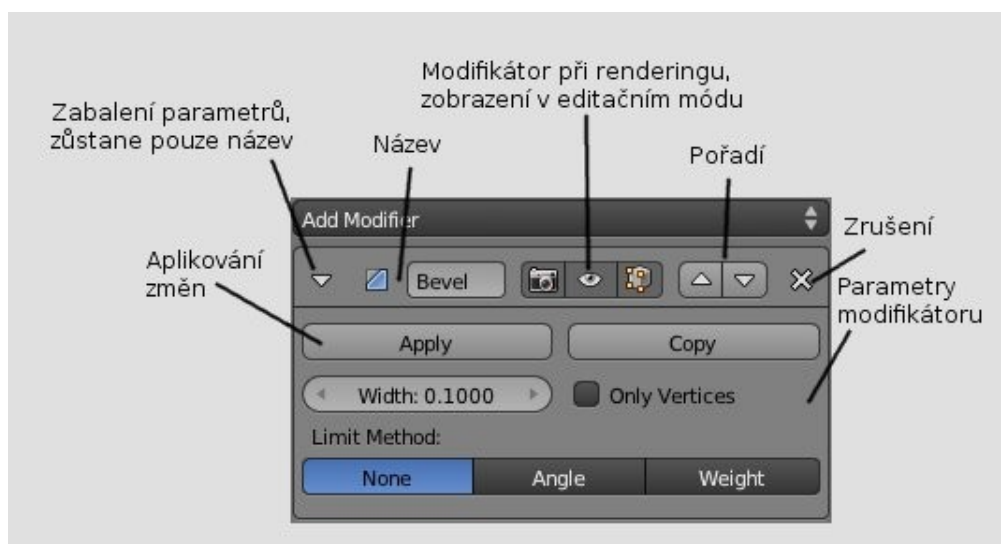 Modifikátor při renderingu,
zobrazení v editačním módu
Zabalení parametrů,
zůstane pouze název
Název
Pořadí
Add Modifier
Zrušení
Aplikování
změn
Bevel
Parametry
modifikátoru
Apply
Copy
Width: 0.1000
Only Vertices
Limit Method:
None
Angle
Weight